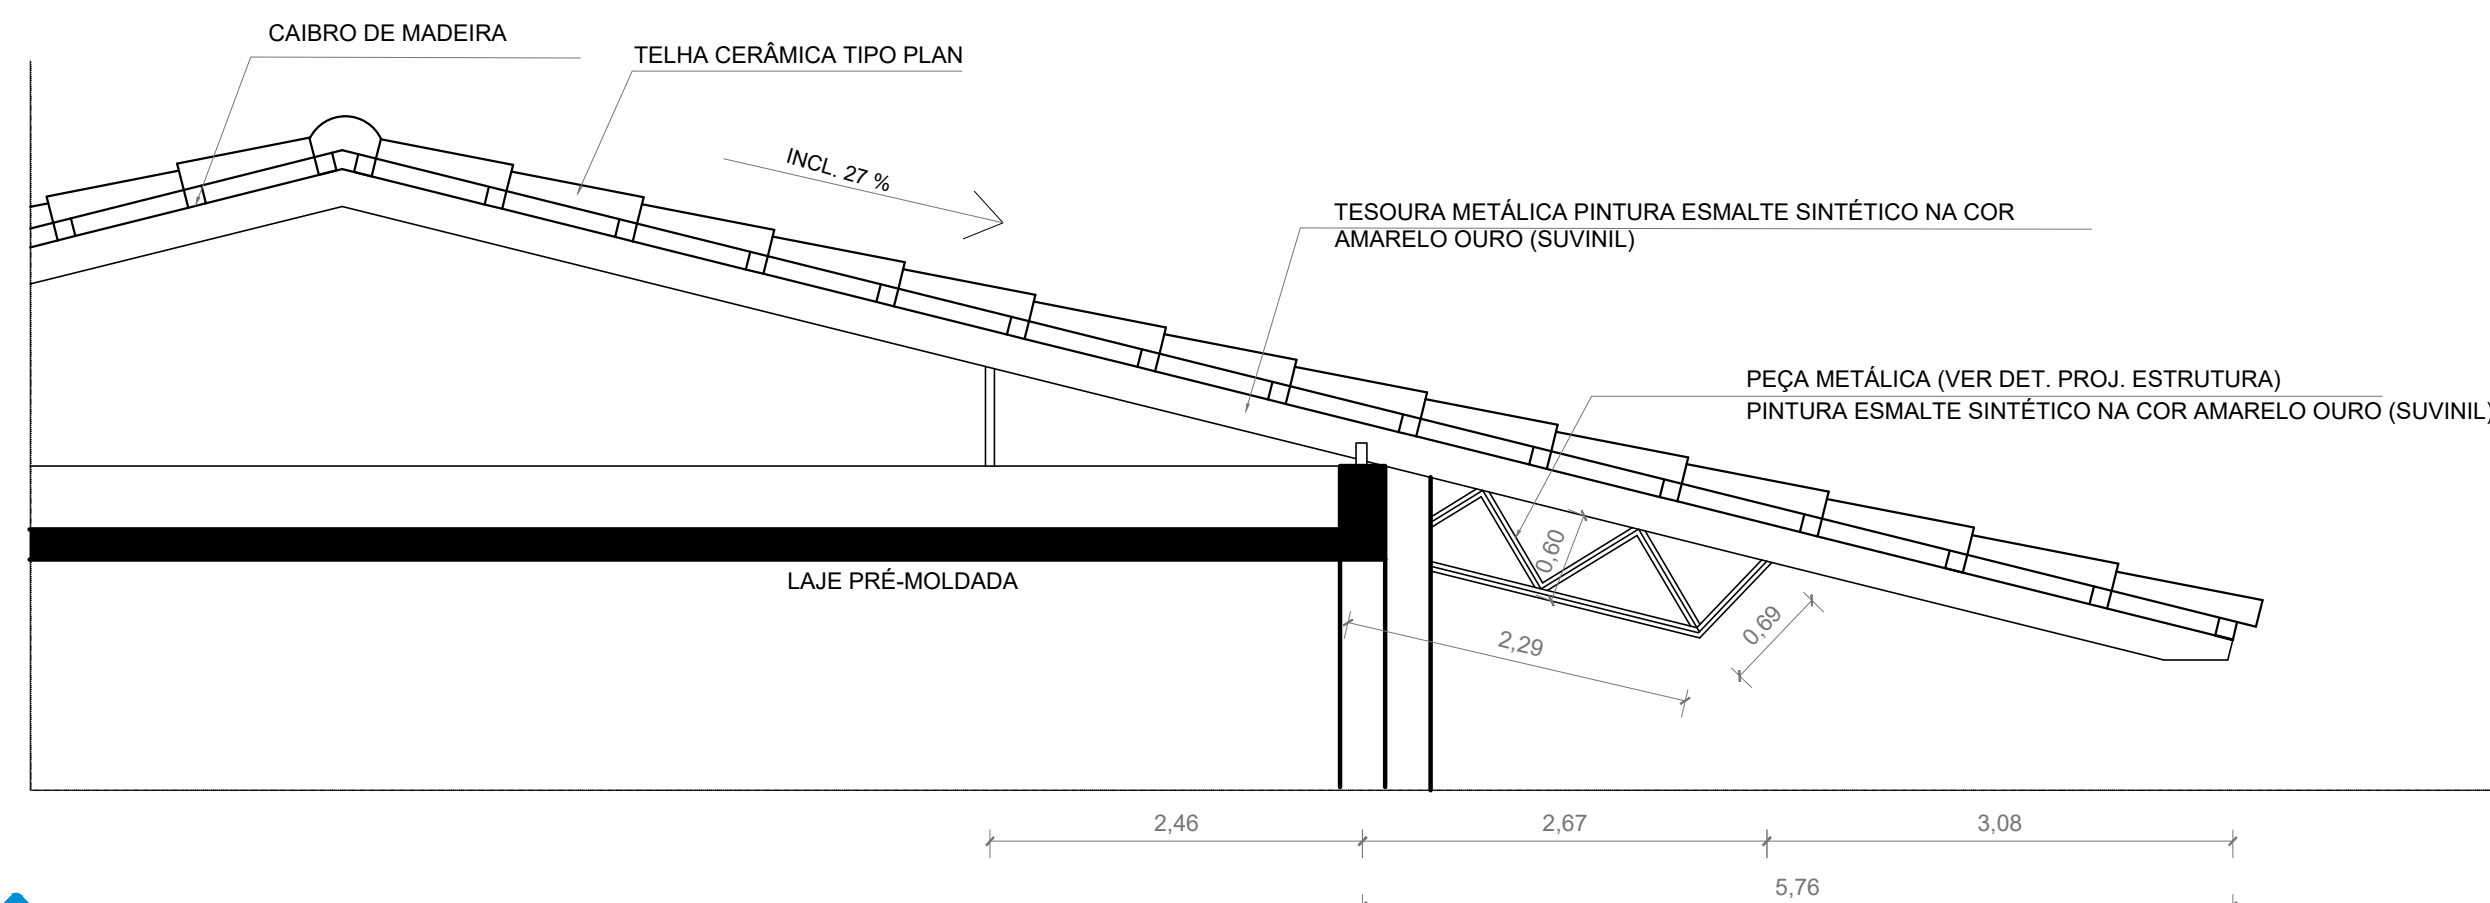 CAIBRO DE MADEIRA
TELHA CERÂMICA TIPO PLAN
INCL. 27 %
TESOURA METÁLICA PINTURA ESMALTE SINTÉTICO NA COR
AMARELO OURO (SUVINIL)
PEÇA METÁLICA (VER DET. PROJ. ESTRUTURA)
PINTURA ESMALTE SINTÉTICO NA COR AMARELO OURO (SUVINIL)
0,60
LAJE PRÉ-MOLDADA
2,29
0,69
2,46
2,67
3,08
5,76